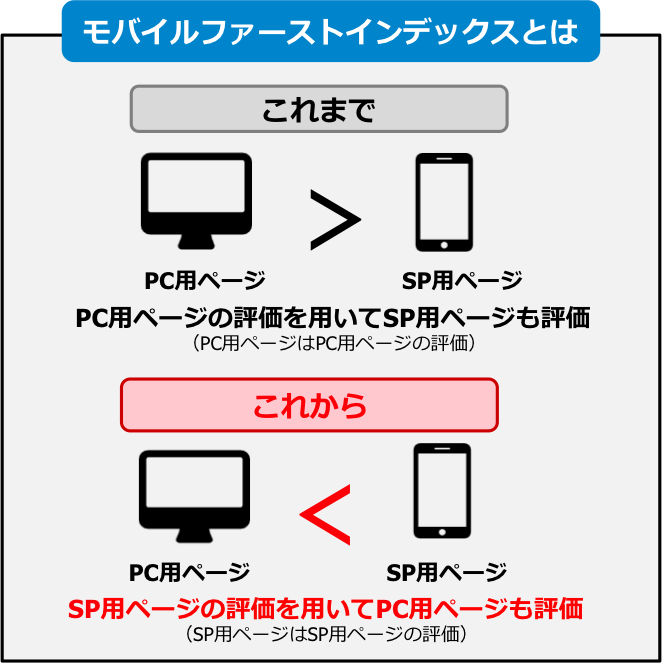 モバイルファーストインデックスとは
これまで
>
PC用ページ
SP用ページ
PC用ページの評価を用いてSP用ページも評価
（PC用ページはPC用ページの評価）
これから
<
PC用ページ
SP用ページ
SP用ページの評価を用いてPC用ページも評価
（SP用ページはSP用ページの評価）